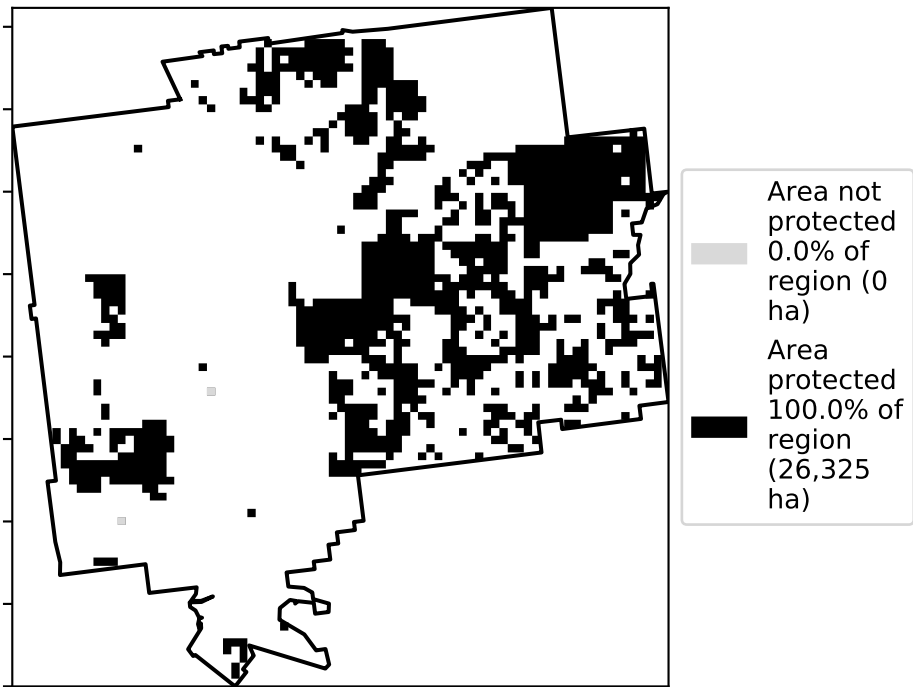 Area not
protected
0.0% of
region (0
ha)
Area
protected
100.0% of
region
(26,325
ha)